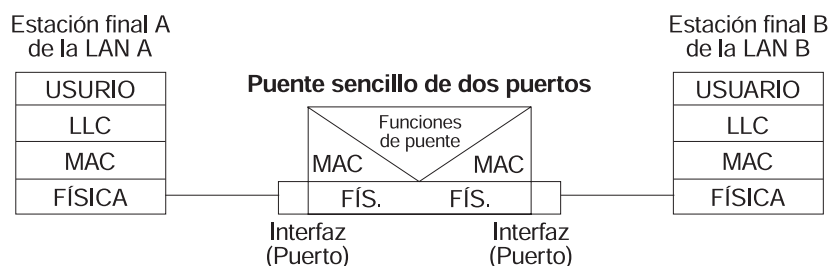 Estación final A
de la LAN A
USURIO
LLC
MAC
FÍSICA
Puente sencillo de dos puertos
Funciones
de puente
MAC
MAC
FÍS.
FÍS.
Interfaz
(Puerto)
Interfaz
(Puerto)
Estación final B
de la LAN B
USUARIO
LLC
MAC
FÍSICA